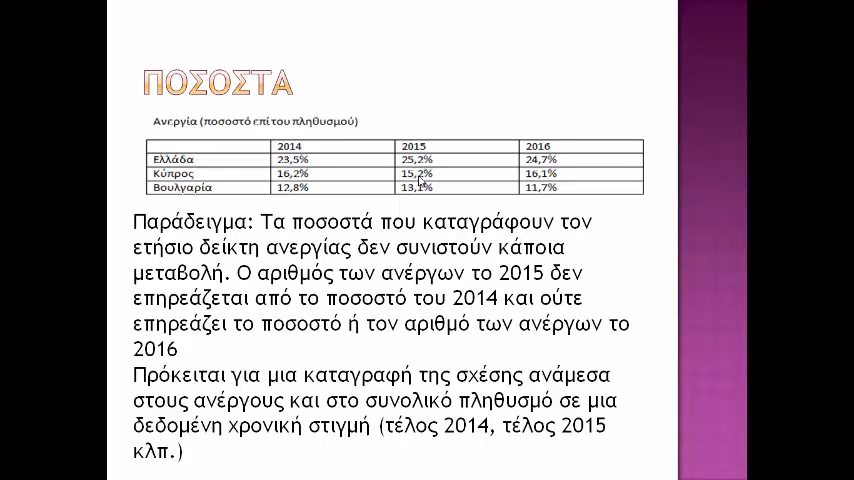 ΠΟΣΟΣΤΑ
Ανεργία (ποσοστό επί του πληθυσμού)
2014 2015 2016
Ελλάδα 23,5% 25,2% 24,7%
Κύπρος 16,2% 15,2% 16,1%
Βουλγαρία 12,8% 13,1% 11,7%
Παράδειγμα: Τα ποσοστά που καταγράφουν τον
ετήσιο δείκτη ανεργίας δεν συνιστούν κάποια
μεταβολή. Ο αριθμός των ανέργων το 2015 δεν
επηρεάζεται από το ποσοστό του 2014 και ούτε
επηρεάζει το ποσοστό ή τον αριθμό των ανέργων το
2016
Πρόκειται για μια καταγραφή της σχέσης ανάμεσα
στους ανέργους και στο συνολικό πληθυσμό σε μια
δεδομένη χρονική στιγμή (τέλος 2014, τέλος 2015
κλπ.)